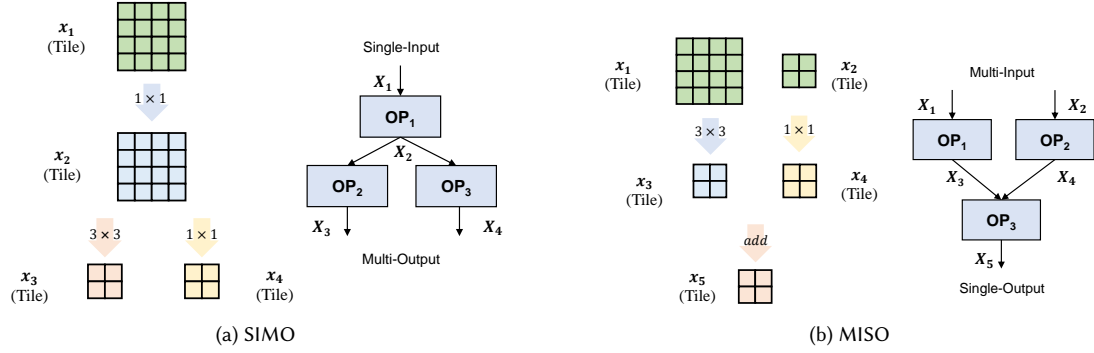 x₁
(Tile)
1 × 1
x₂
(Tile)
3 × 3
1 × 1
x₃
(Tile)
x₄
(Tile)
Single-Input
X₁
OP₁
X₂
OP₂
OP₃
X₃
X₄
Multi-Output
(a) SIMO
x₁
(Tile)
x₂
(Tile)
3 × 3
1 × 1
x₃
(Tile)
x₄
(Tile)
add
x₅
(Tile)
Multi-Input
X₁
X₂
OP₁
OP₂
X₃
X₄
OP₃
X₅
Single-Output
(b) MISO